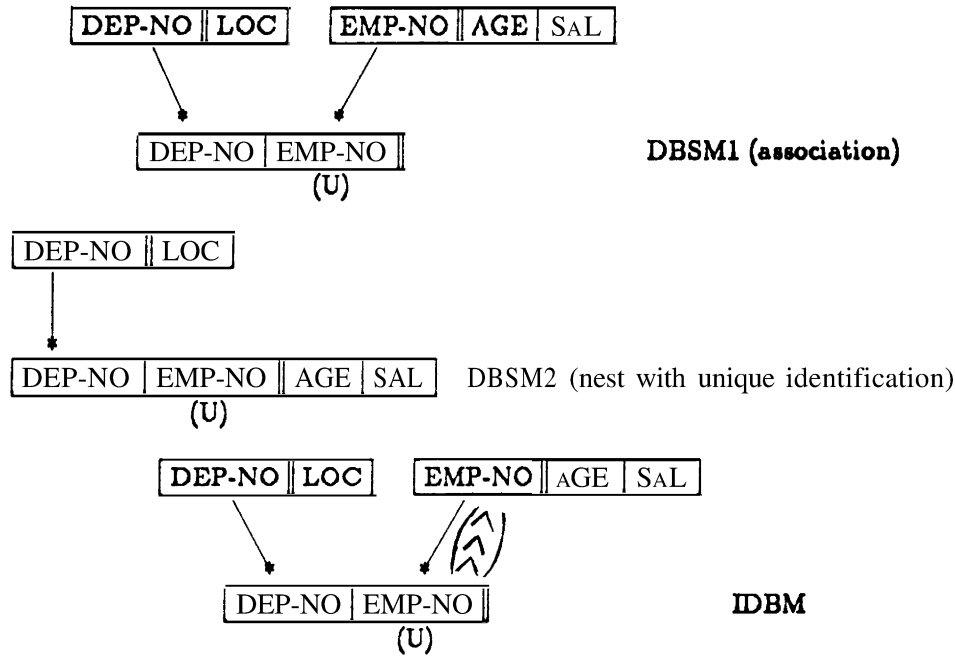 DEP-NO LOC EMP-NO AGE SAL
DEP-NO EMP-NO DBSM1 (association)
(U)
DEP-NO LOC
DEP-NO EMP-NO AGE SAL DBSM2 (nest with unique identification)
(U)
DEP-NO LOC EMP-NO AGE SAL
DEP-NO EMP-NO IDBM
(U)